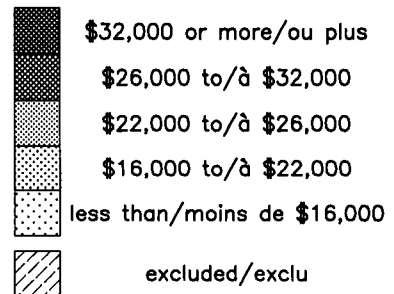 $32,000 or more/ou plus
$26,000 to/à $32,000
$22,000 to/à $26,000
$16,000 to/à $22,000
less than/moins de $16,000
excluded/exclu